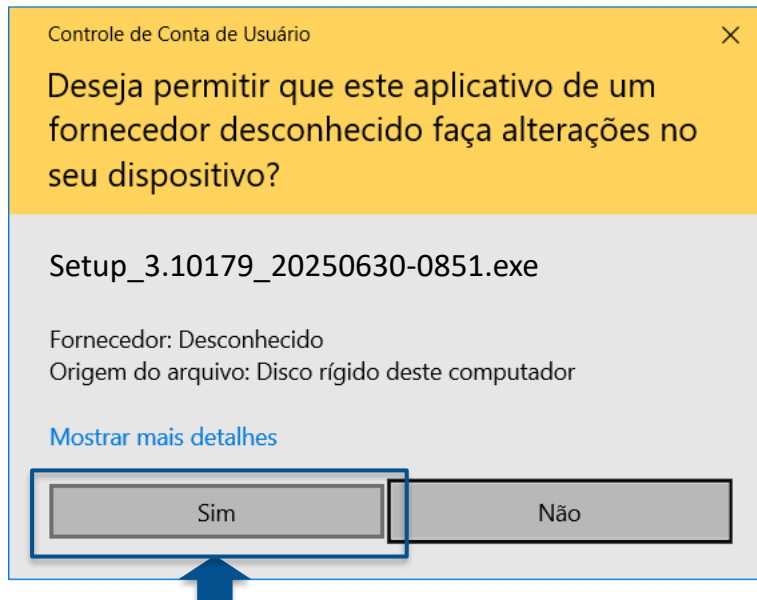 Controle de Conta de Usuário
Deseja permitir que este aplicativo de um
fornecedor desconhecido faça alterações no
seu dispositivo?
Setup_3.10179_20250630-0851.exe
Fornecedor: Desconhecido
Origem do arquivo: Disco rígido deste computador
Mostrar mais detalhes
Sim
Não